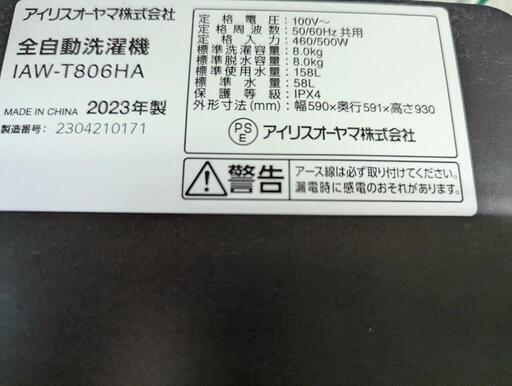 アイリスオーヤマ株式会社
全自動洗濯機
IAW-T806HA
MADE IN CHINA 2023年製
製造番号: 2304210171
定格電圧:100V~
定格周波数:50/60Hz 共用
定格入力:460/500W
標準洗濯容量:8.0kg
標準脱水容量:8.0kg
標準使用水量:158L
標準水量:58L
保護等級:IPX4
外形寸法(mm):幅590×奥行591×高さ930
PSE アイリスオーヤマ株式会社
警告
アース線は必ず取り付けてください。
漏電時に感電のおそれがあります。